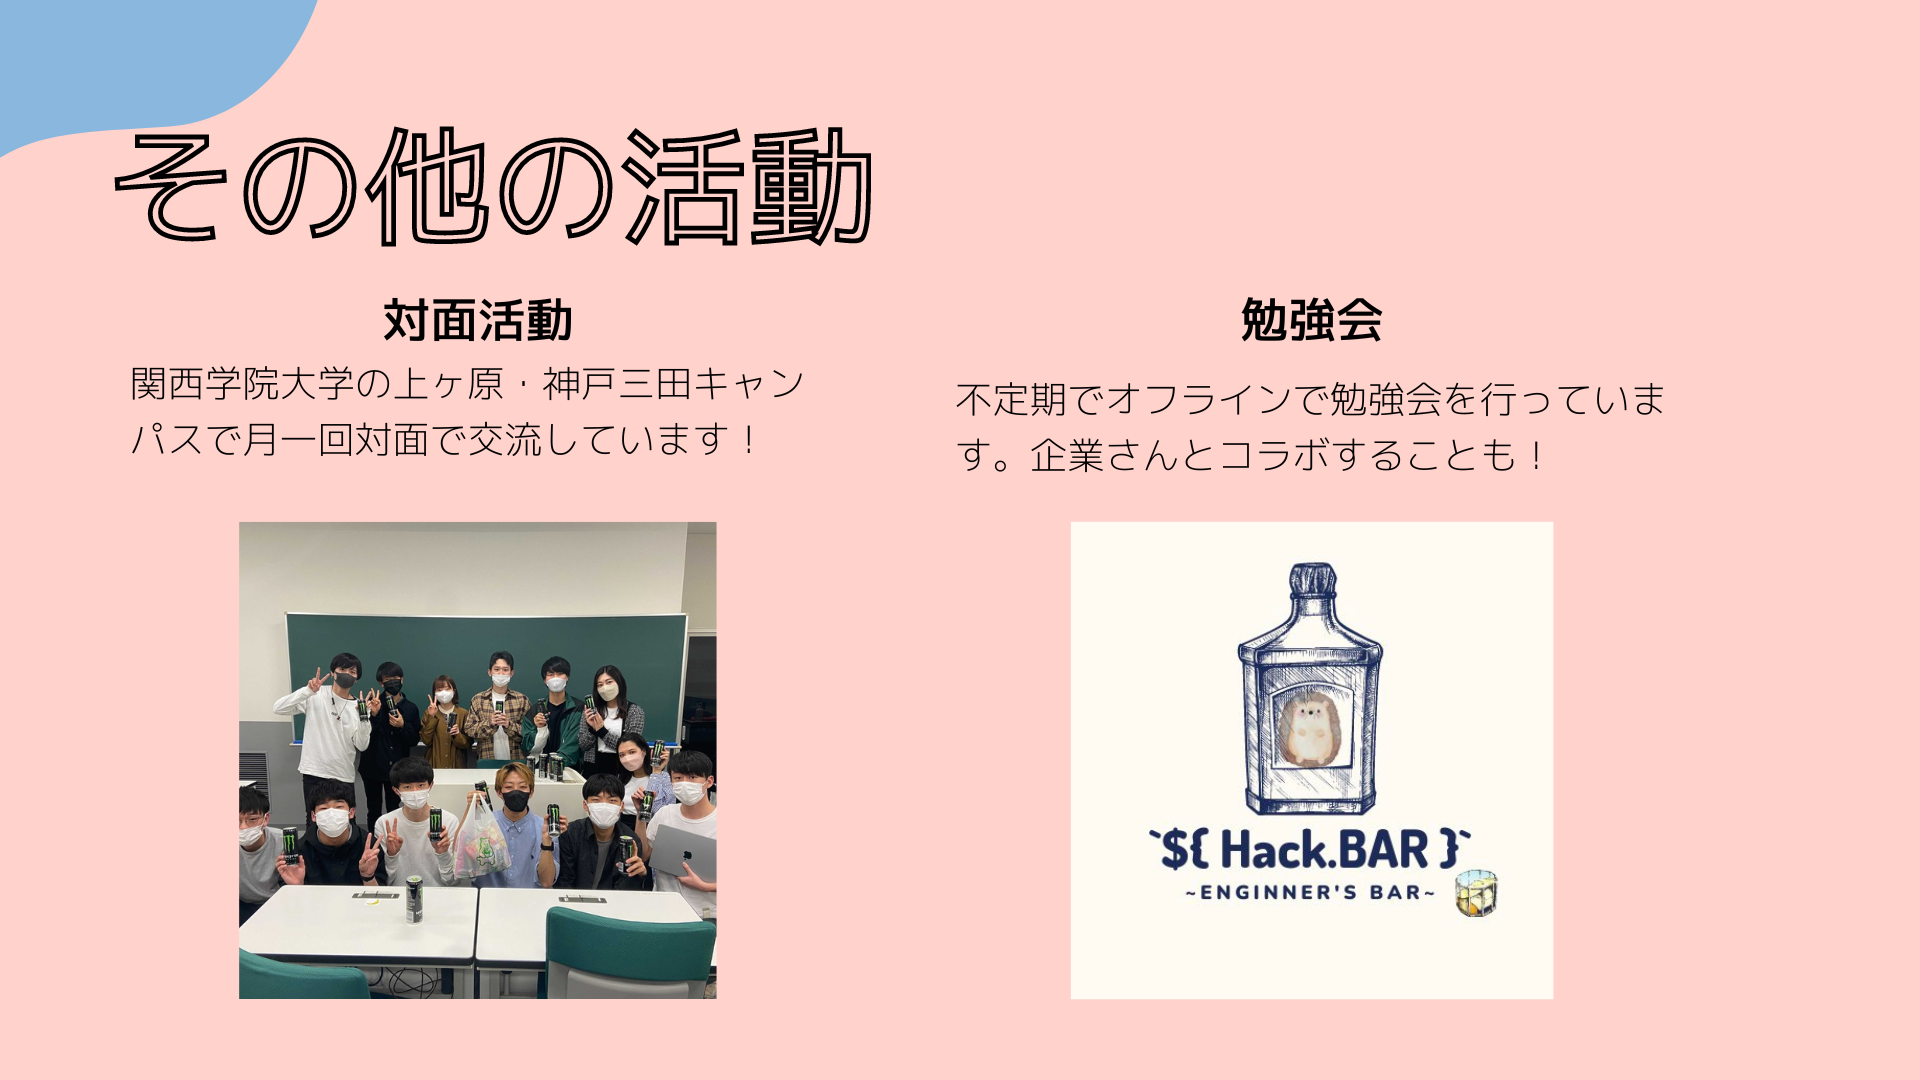 その他の活動
対面活動
関西学院大学の上ヶ原・神戸三田キャン
パスで月一回対面で交流しています！
勉強会
不定期でオフラインで勉強会を行っていま
す。企業さんとコラボすることも！
`${ Hack.BAR }`
~ENGINNER'S BAR~